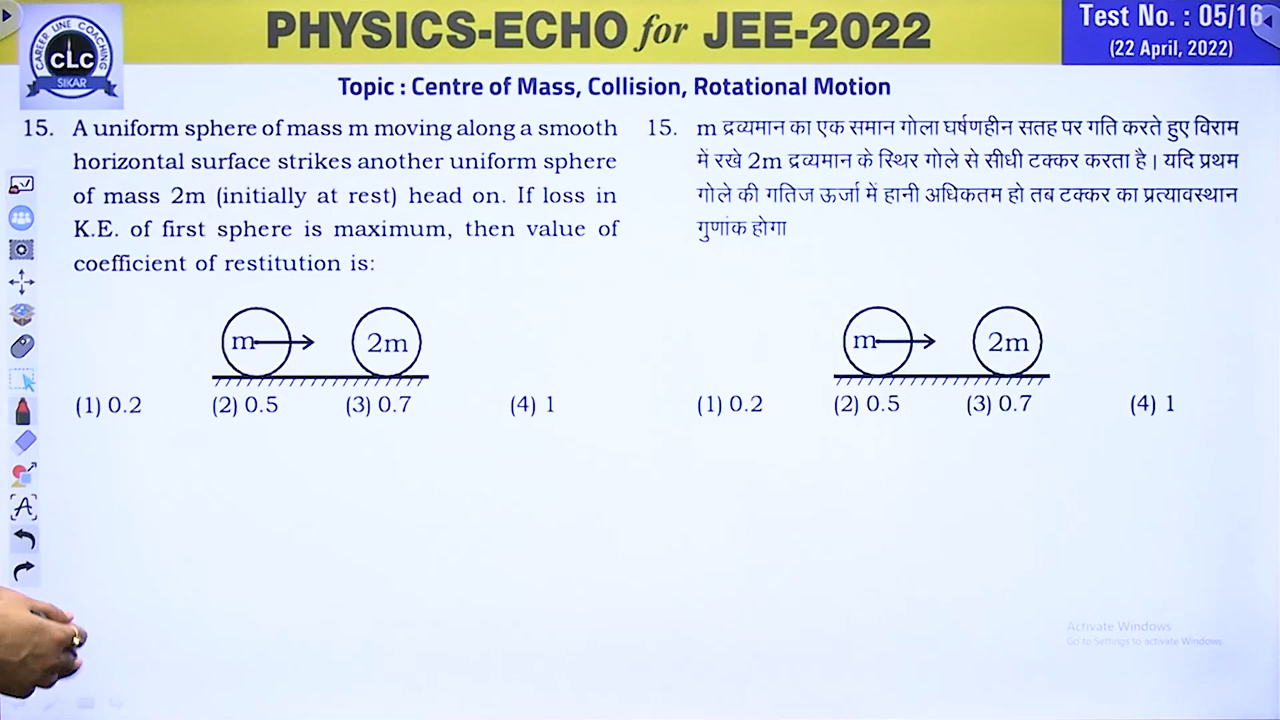 PHYSICS-ECHO for JEE-2022
Test No. : 05/16
(22 April, 2022)
CAREER LINE COACHING
CLC
SIKAR
Topic : Centre of Mass, Collision, Rotational Motion
15. A uniform sphere of mass m moving along a smooth
horizontal surface strikes another uniform sphere
of mass 2m (initially at rest) head on. If loss in
K.E. of first sphere is maximum, then value of
coefficient of restitution is:
m 2m
(1) 0.2 (2) 0.5 (3) 0.7 (4) 1
15. m द्रव्यमान का एक समान गोला घर्षणहीन सतह पर गति करते हुए विराम
में रखे 2m द्रव्यमान के स्थिर गोले से सीधी टक्कर करता है। यदि प्रथम
गोले की गतिज ऊर्जा में हानी अधिकतम हो तब टक्कर का प्रत्यावस्थान
गुणांक होगा
m 2m
(1) 0.2 (2) 0.5 (3) 0.7 (4) 1
A
Activate Windows
Go to Settings to activate Windows.